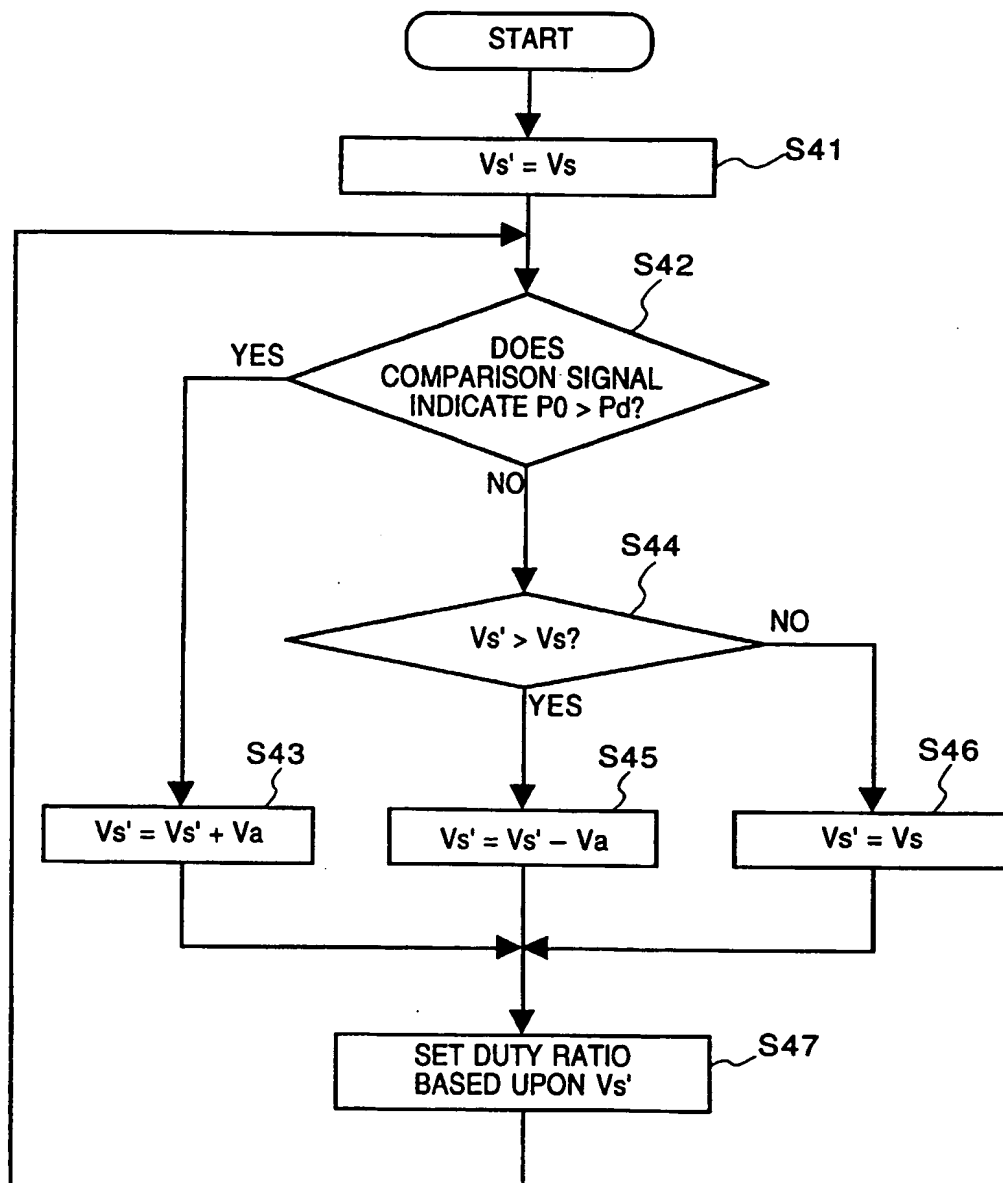 START
Vs' = Vs
S41
S42
YES
DOES
COMPARISON SIGNAL
INDICATE P0 > Pd?
NO
S44
Vs' > Vs?
NO
YES
S43
S45
S46
Vs' = Vs' + Va
Vs' = Vs' – Va
Vs' = Vs
SET DUTY RATIO
BASED UPON Vs'
S47